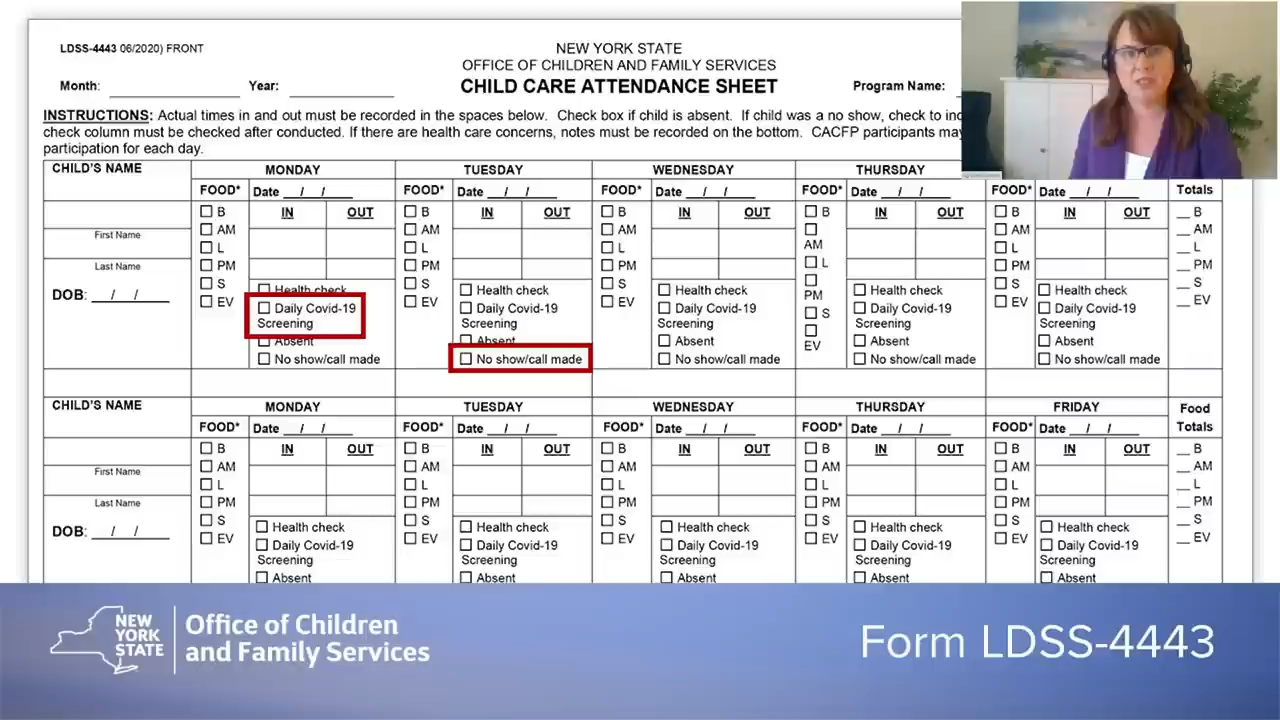 LDSS-4443 06/2020) FRONT
NEW YORK STATE
OFFICE OF CHILDREN AND FAMILY SERVICES
Month: Year: CHILD CARE ATTENDANCE SHEET Program Name:
INSTRUCTIONS: Actual times in and out must be recorded in the spaces below. Check box if child is absent. If child was a no show, check to
check column must be checked after conducted. If there are health care concerns, notes must be recorded on the bottom. CACFP participants may
participation for each day.
CHILD'S NAME MONDAY TUESDAY WEDNESDAY THURSDAY
FOOD* Date / / FOOD* Date / / FOOD* Date / / FOOD* Date / / FOOD* Date / / Totals
IN OUT IN OUT IN OUT IN OUT IN OUT
B B B B B __ B
AM AM AM AM AM __ AM
First Name
L L L L L __ L
PM PM PM PM PM __ PM
Last Name
S S S S S __ S
EV EV EV EV EV __ EV
DOB: / /
Health check Health check Health check Health check Health check
Daily Covid-19 Daily Covid-19 Daily Covid-19 Daily Covid-19 Daily Covid-19
Screening Screening Screening Screening Screening
Absent Absent Absent Absent Absent
No show/call made No show/call made No show/call made No show/call made No show/call made
CHILD'S NAME MONDAY TUESDAY WEDNESDAY THURSDAY FRIDAY Food
FOOD* Date / / FOOD* Date / / FOOD* Date / / FOOD* Date / / FOOD* Date / / Totals
IN OUT IN OUT IN OUT IN OUT IN OUT
B B B B B __ B
AM AM AM AM AM __ AM
First Name
L L L L L __ L
PM PM PM PM PM __ PM
Last Name
S S S S S __ S
EV EV EV EV EV __ EV
DOB: / /
Health check Health check Health check Health check Health check
Daily Covid-19 Daily Covid-19 Daily Covid-19 Daily Covid-19 Daily Covid-19
Screening Screening Screening Screening Screening
Absent Absent Absent Absent Absent
NEW
YORK
STATE
Office of Children
and Family Services
Form LDSS-4443